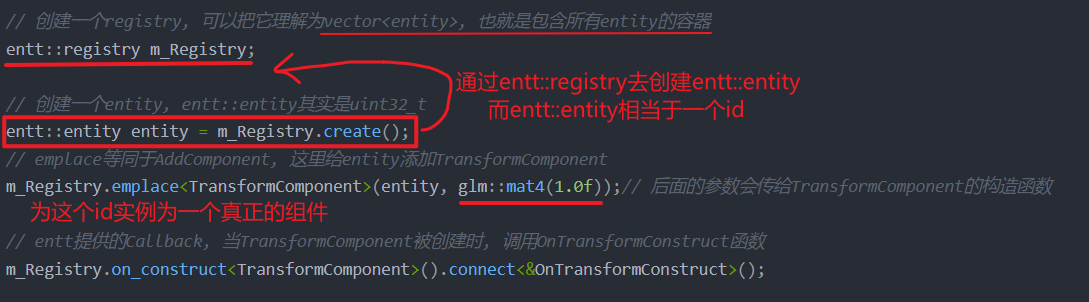 // 创建一个registry, 可以把它理解为vector<entity>, 也就是包含所有entity的容器
entt::registry m_Registry;
通过entt::registry去创建entt::entity
而entt::entity相当于一个id
// 创建一个entity, entt::entity其实是uint32_t
entt::entity entity = m_Registry.create();
// emplace等同于AddComponent, 这里给entity添加TransformComponent
m_Registry.emplace<TransformComponent>(entity, glm::mat4(1.0f));// 后面的参数会传给TransformComponent的构造函数
为这个id实例为一个真正的组件
// entt提供的Callback, 当TransformComponent被创建时, 调用OnTransformConstruct函数
m_Registry.on_construct<TransformComponent>().connect<&OnTransformConstruct>();